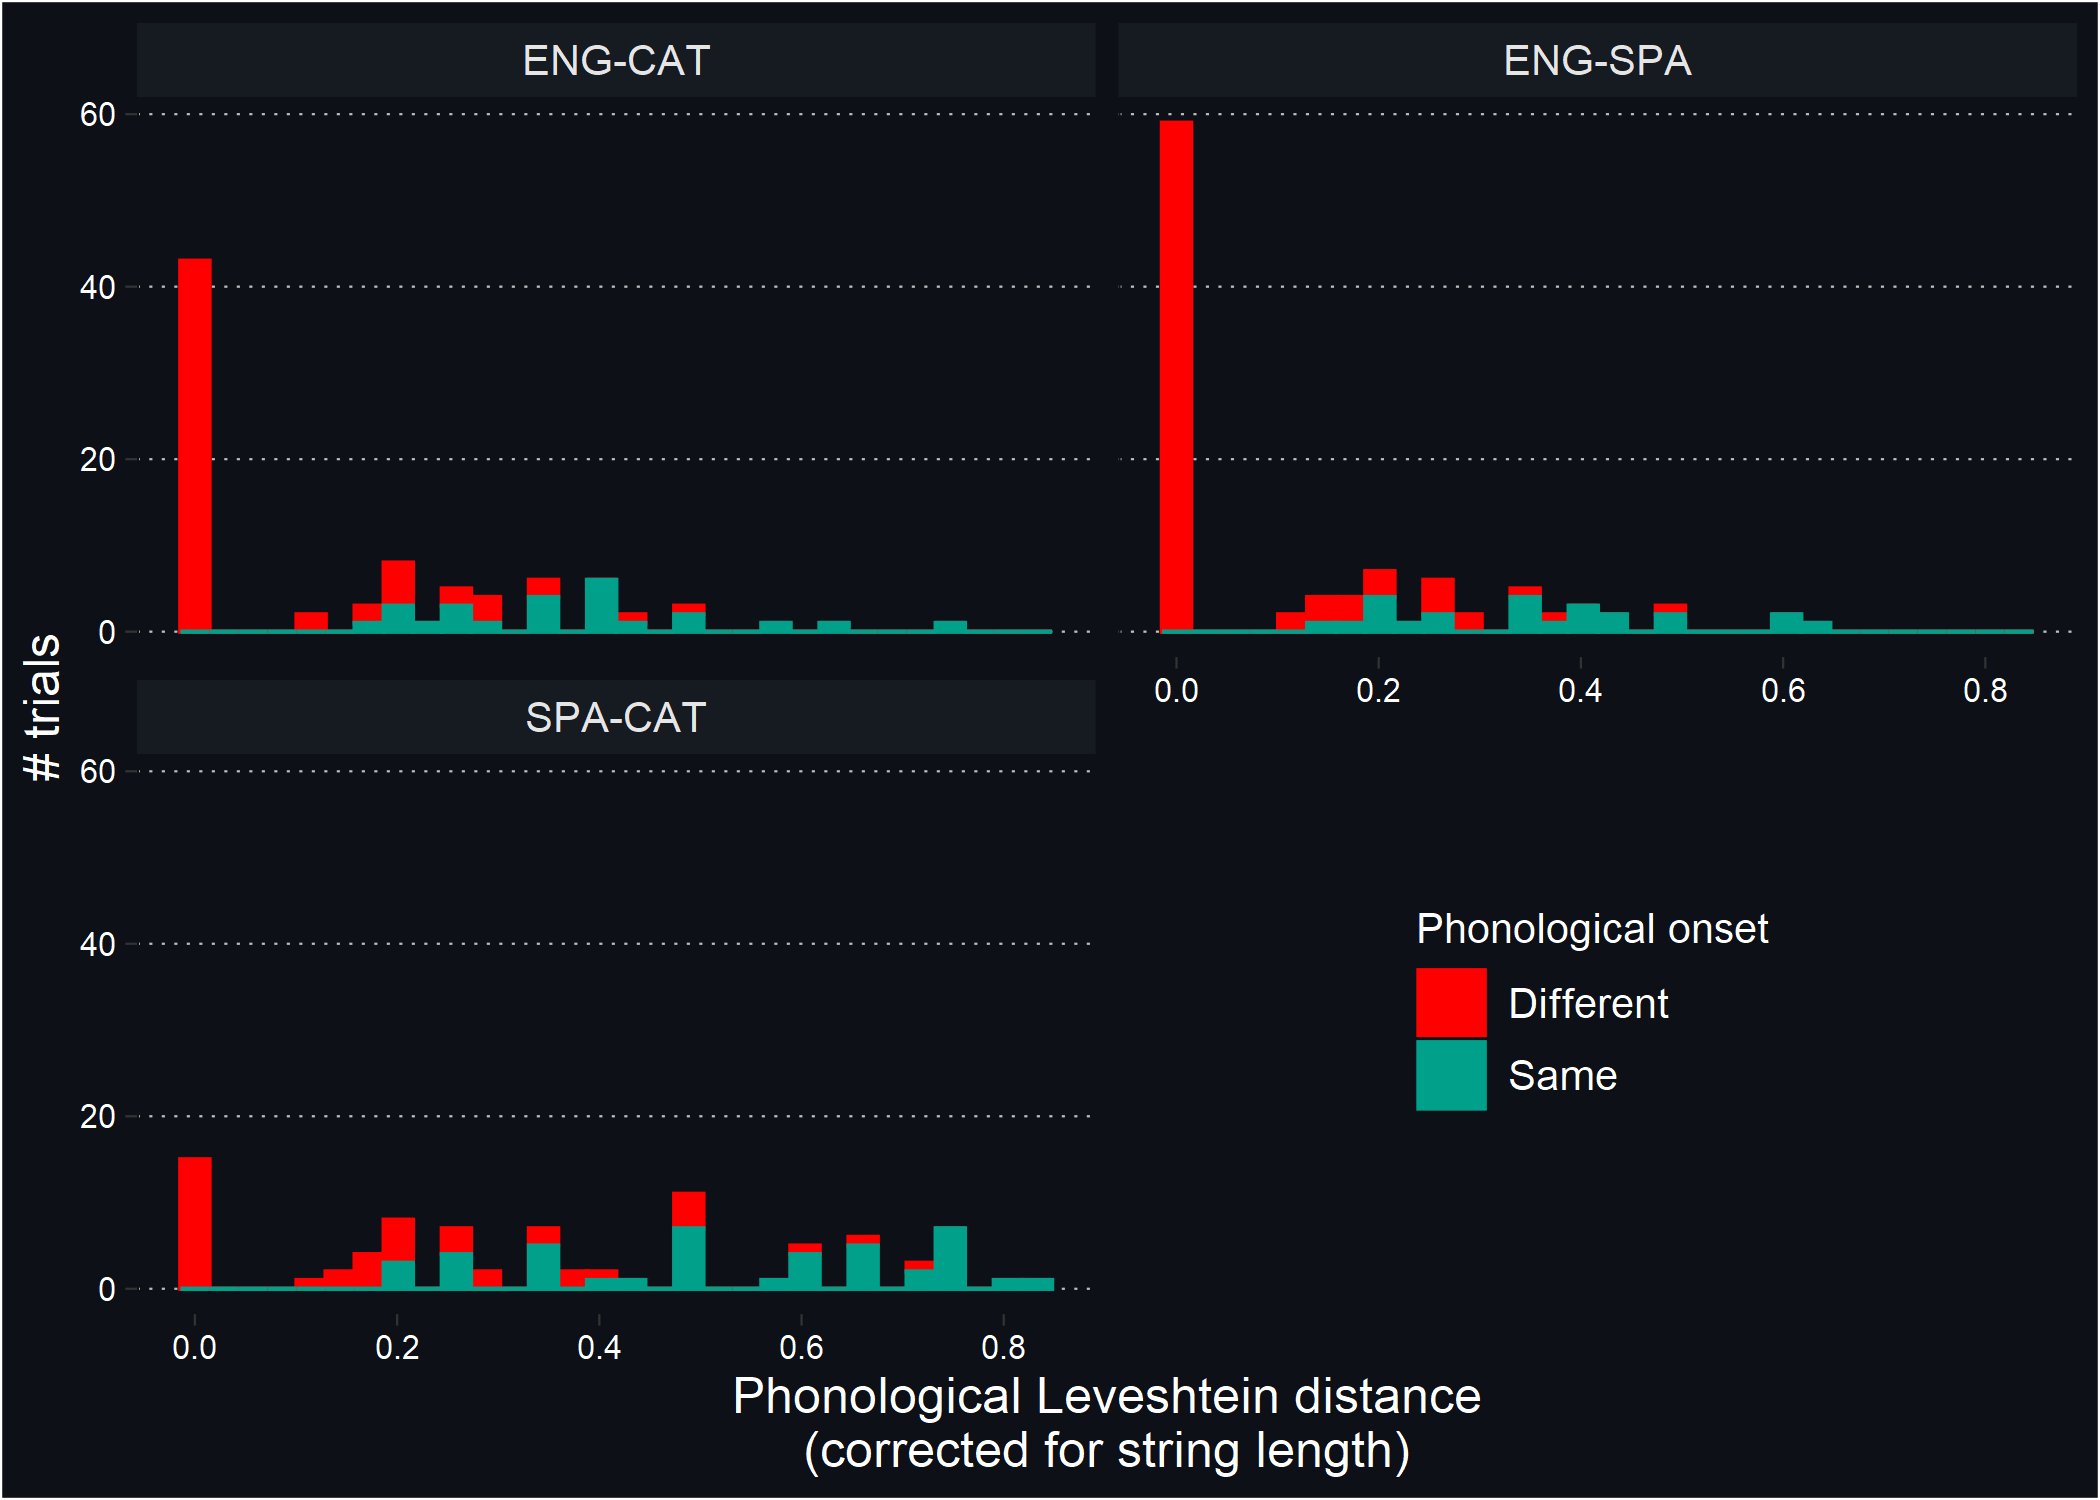 ENG-CAT
ENG-SPA
60
40
20
0
0.0 0.2 0.4 0.6 0.8
SPA-CAT
# trials
60
40
20
0
0.0 0.2 0.4 0.6 0.8
Phonological onset
Different
Same
Phonological Leveshtein distance
(corrected for string length)